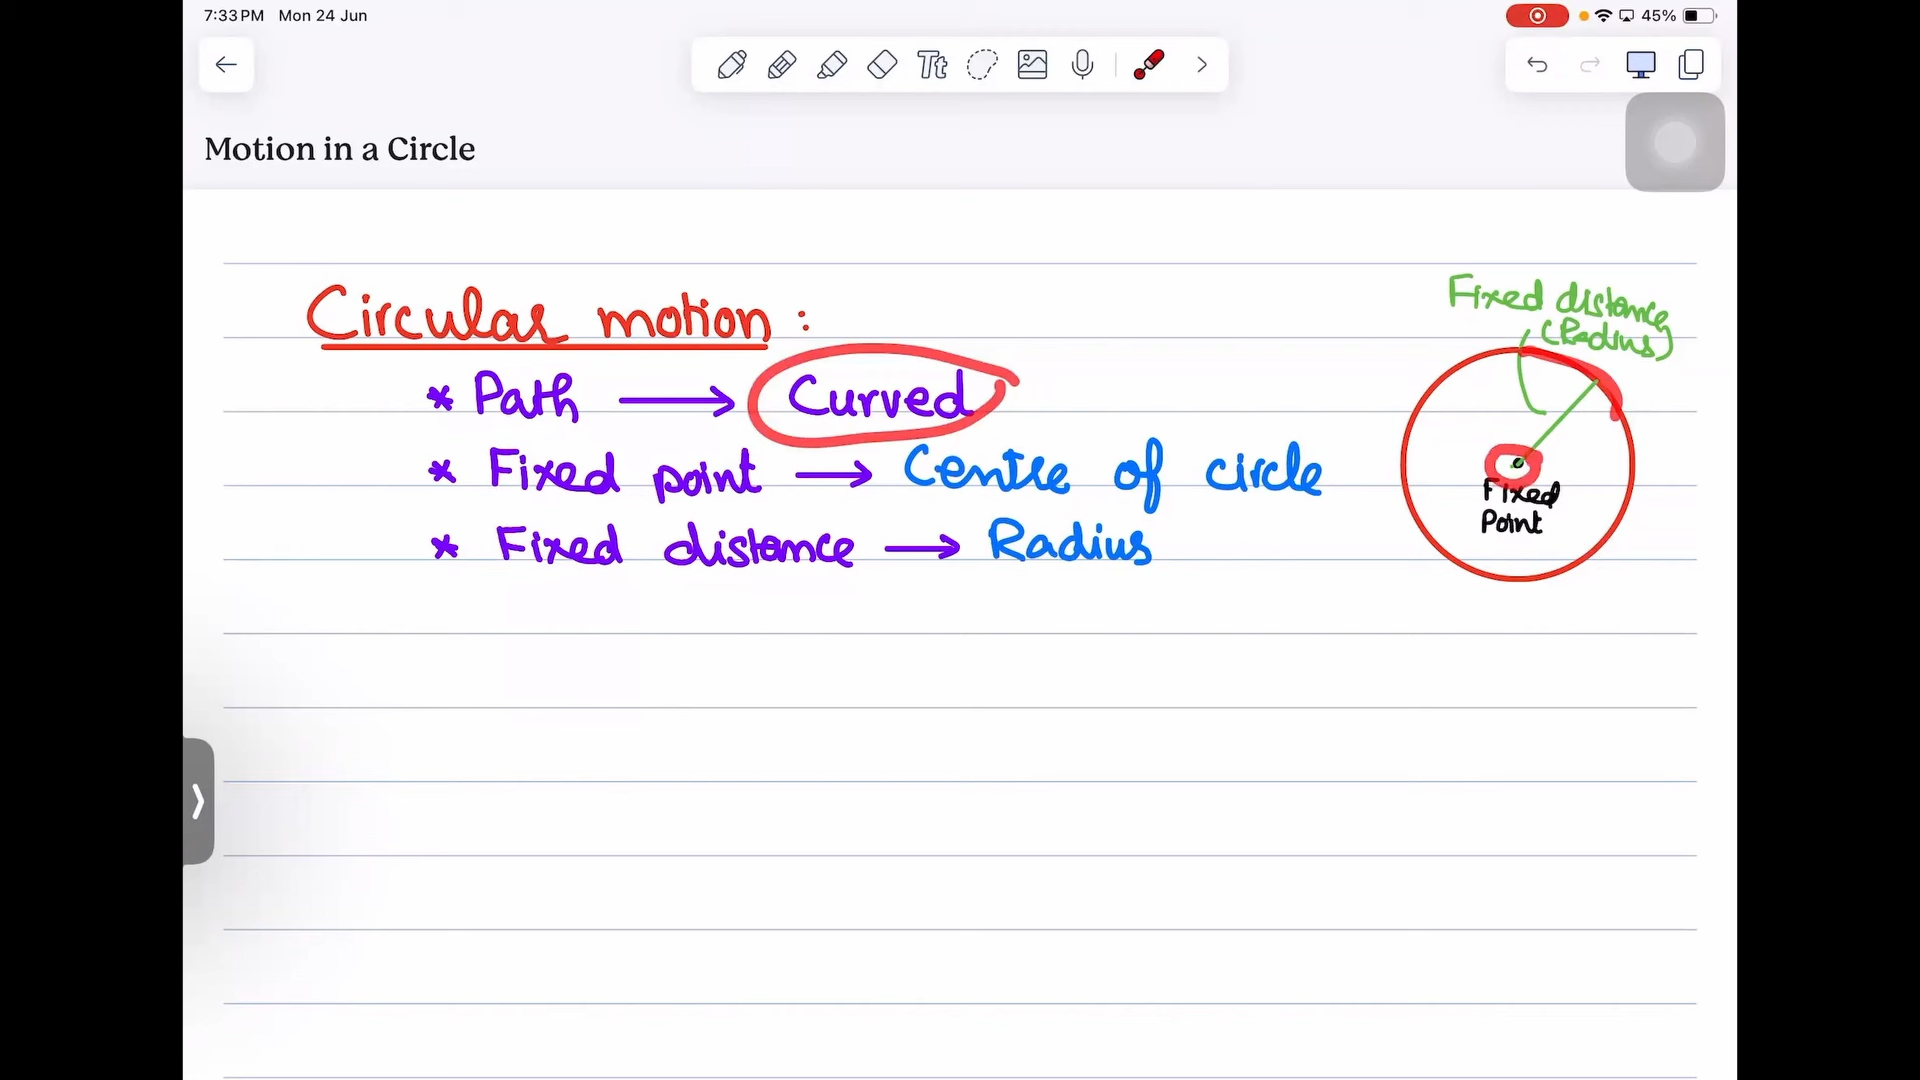 7:33 PM Mon 24 Jun
45%
Tt
Motion in a Circle
Circular motion :
* Path → Curved
* Fixed point → Centre of circle
* Fixed distance → Radius
Fixed distance
(Radius)
Fixed
Point